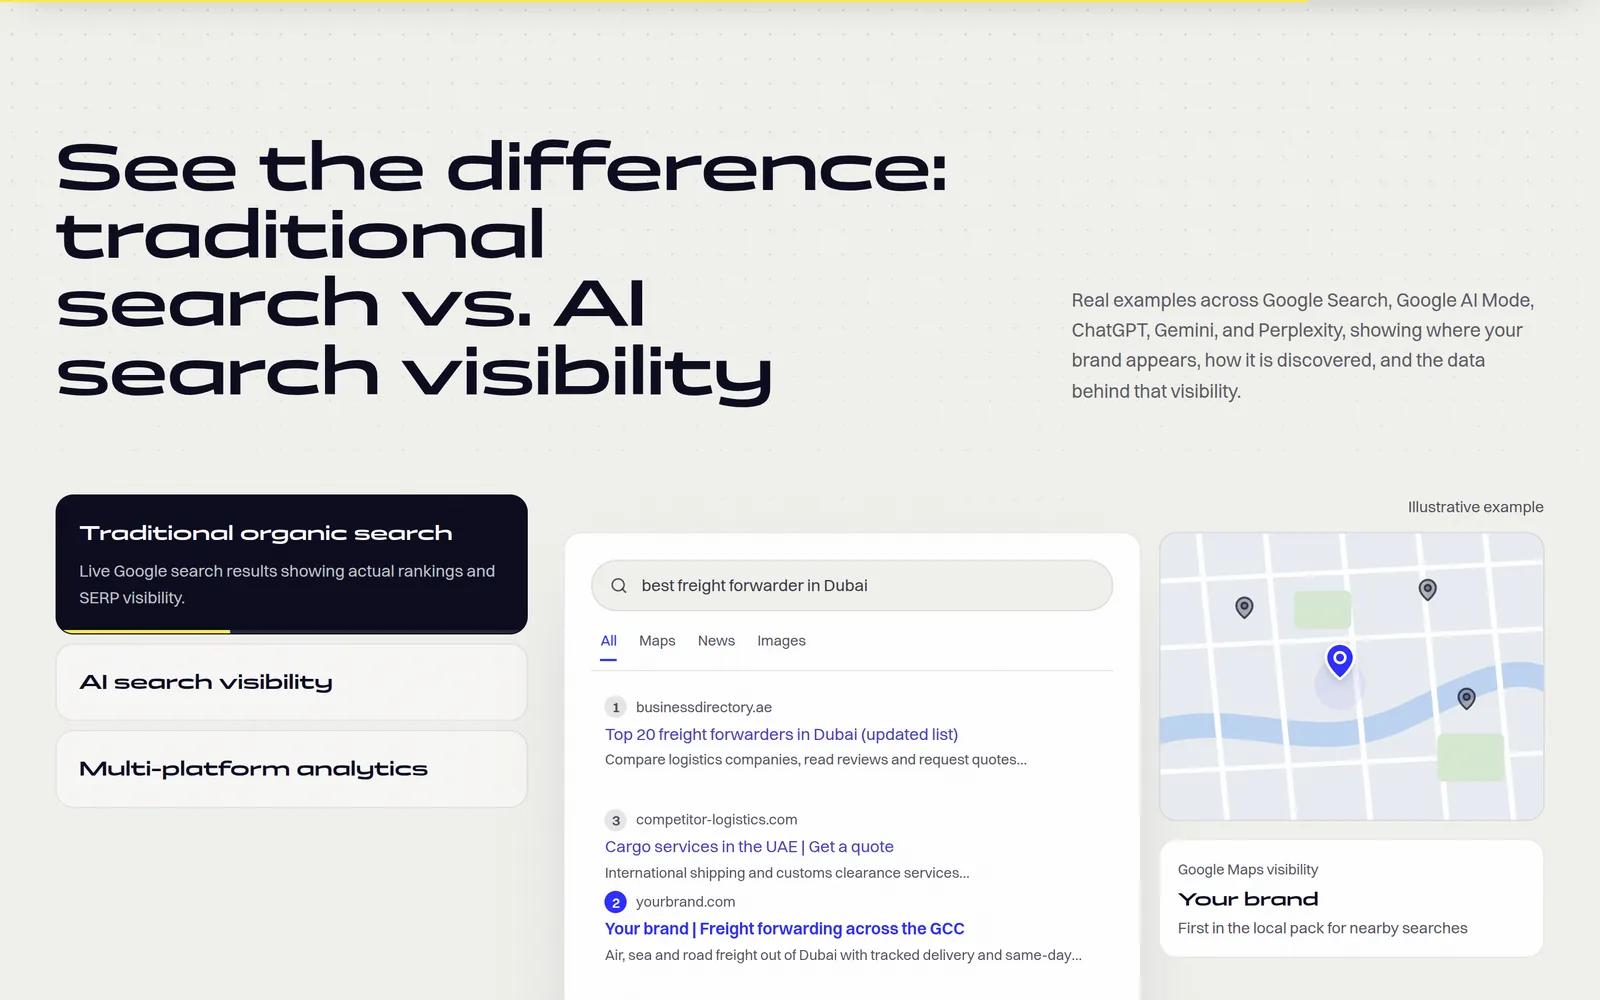 See the difference:
traditional
search vs. AI
search visibility
Real examples across Google Search, Google AI Mode,
ChatGPT, Gemini, and Perplexity, showing where your
brand appears, how it is discovered, and the data
behind that visibility.
Traditional organic search
Live Google search results showing actual rankings and
SERP visibility.
AI search visibility
Multi-platform analytics
best freight forwarder in Dubai
All Maps News Images
1 businessdirectory.ae
Top 20 freight forwarders in Dubai (updated list)
Compare logistics companies, read reviews and request quotes...
3 competitor-logistics.com
Cargo services in the UAE | Get a quote
International shipping and customs clearance services...
2 yourbrand.com
Your brand | Freight forwarding across the GCC
Air, sea and road freight out of Dubai with tracked delivery and same-day...
Illustrative example
Google Maps visibility
Your brand
First in the local pack for nearby searches